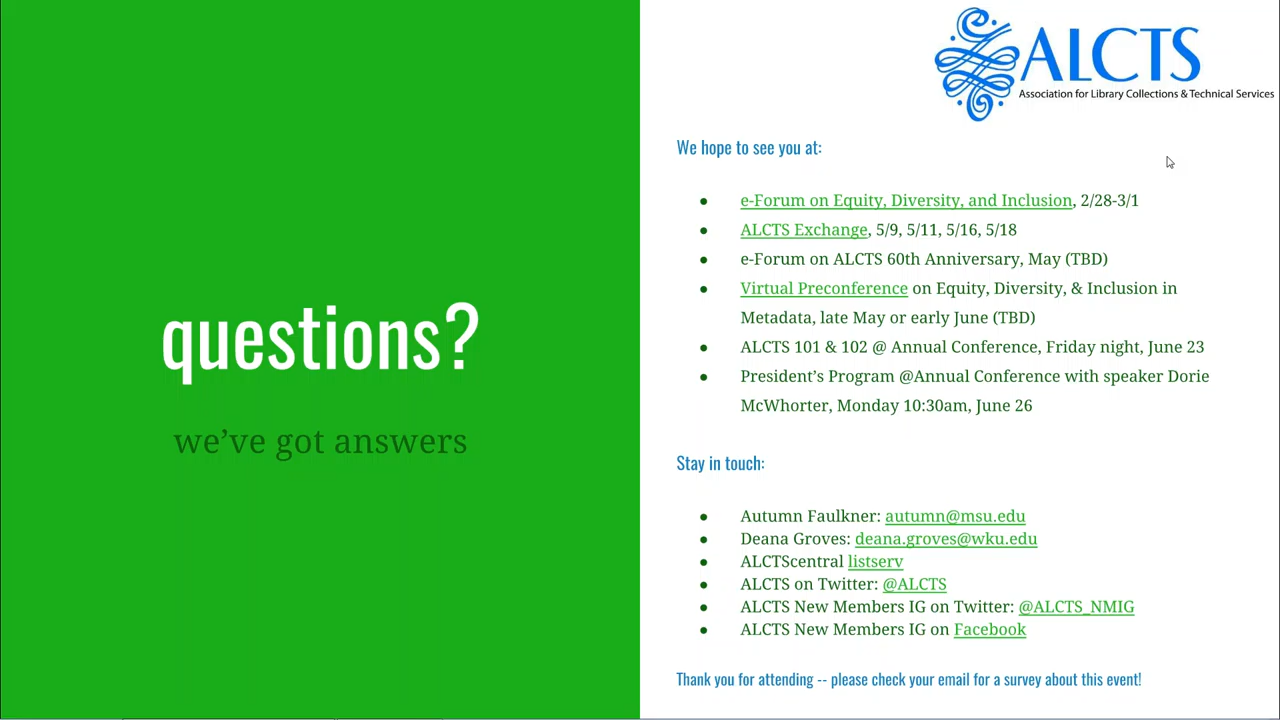 questions?
we’ve got answers
ALCTS
Association for Library Collections & Technical Services
We hope to see you at:
● e-Forum on Equity, Diversity, and Inclusion, 2/28-3/1
● ALCTS Exchange, 5/9, 5/11, 5/16, 5/18
● e-Forum on ALCTS 60th Anniversary, May (TBD)
● Virtual Preconference on Equity, Diversity, & Inclusion in
Metadata, late May or early June (TBD)
● ALCTS 101 & 102 @ Annual Conference, Friday night, June 23
● President’s Program @Annual Conference with speaker Dorie
McWhorter, Monday 10:30am, June 26
Stay in touch:
● Autumn Faulkner: autumn@msu.edu
● Deana Groves: deana.groves@wku.edu
● ALCTScentral listserv
● ALCTS on Twitter: @ALCTS
● ALCTS New Members IG on Twitter: @ALCTS_NMIG
● ALCTS New Members IG on Facebook
Thank you for attending -- please check your email for a survey about this event!